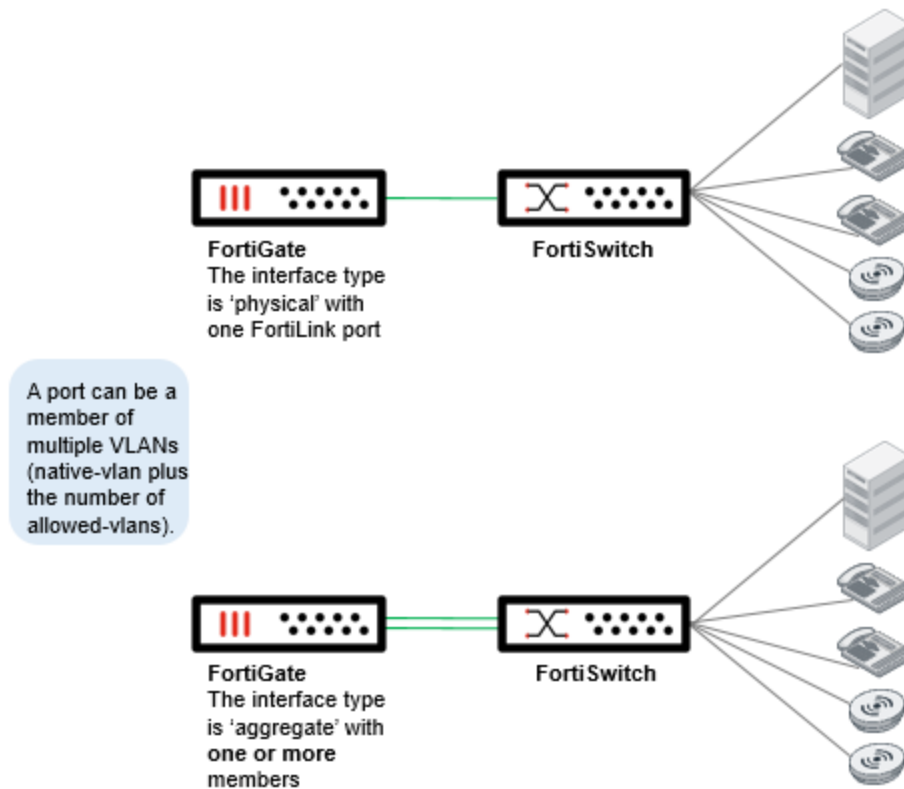 FortiGate
The interface type
is ‘physical’ with
one FortiLink port
FortiSwitch
A port can be a
member of
multiple VLANs
(native-vlan plus
the number of
allowed-vlans).
FortiGate
The interface type
is ‘aggregate’ with
one or more
members
FortiSwitch